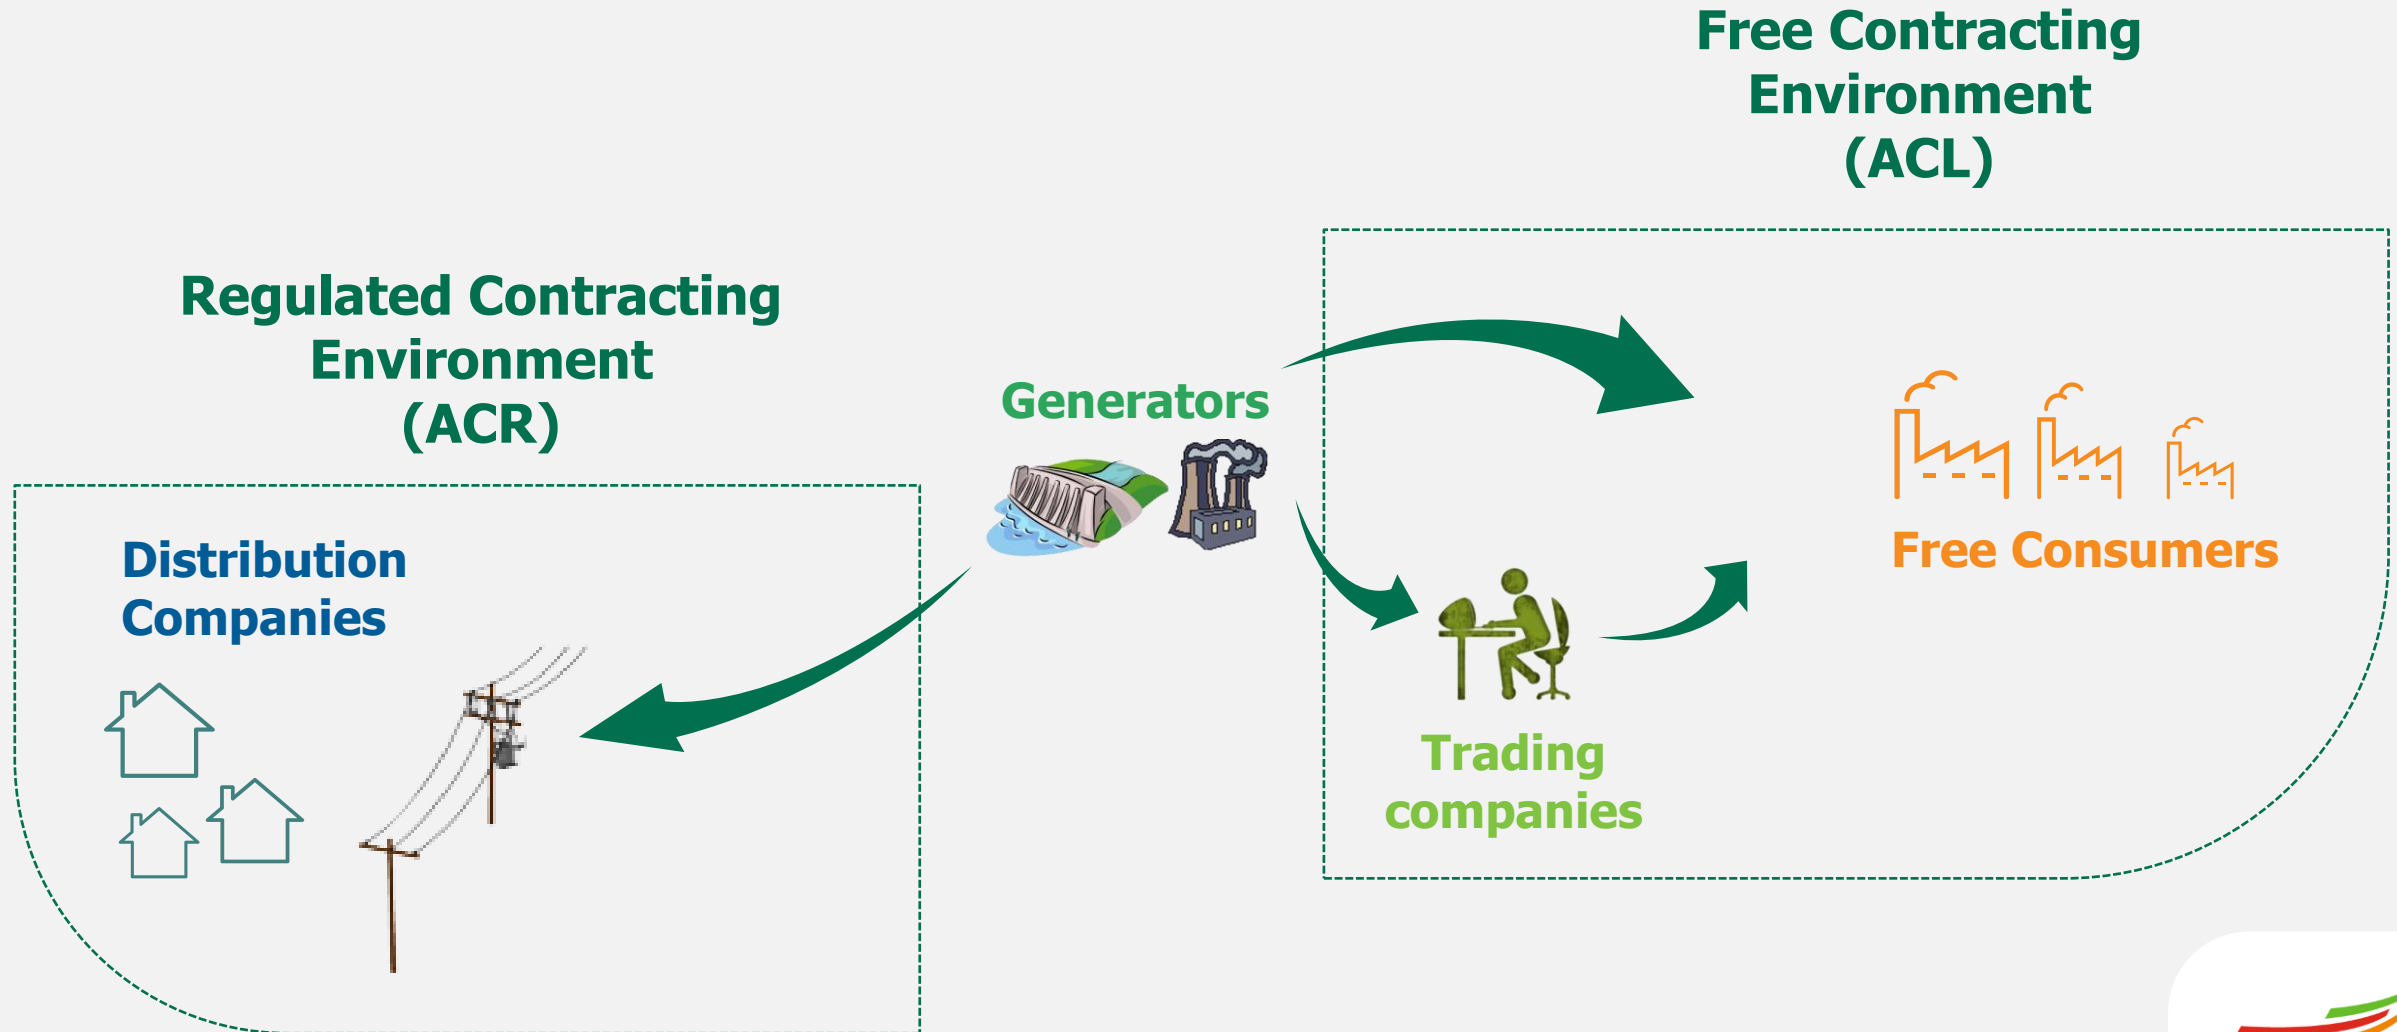 Free Contracting
Environment
(ACL)
Regulated Contracting
Environment
(ACR)
Generators
Distribution
Companies
Free Consumers
Trading
companies